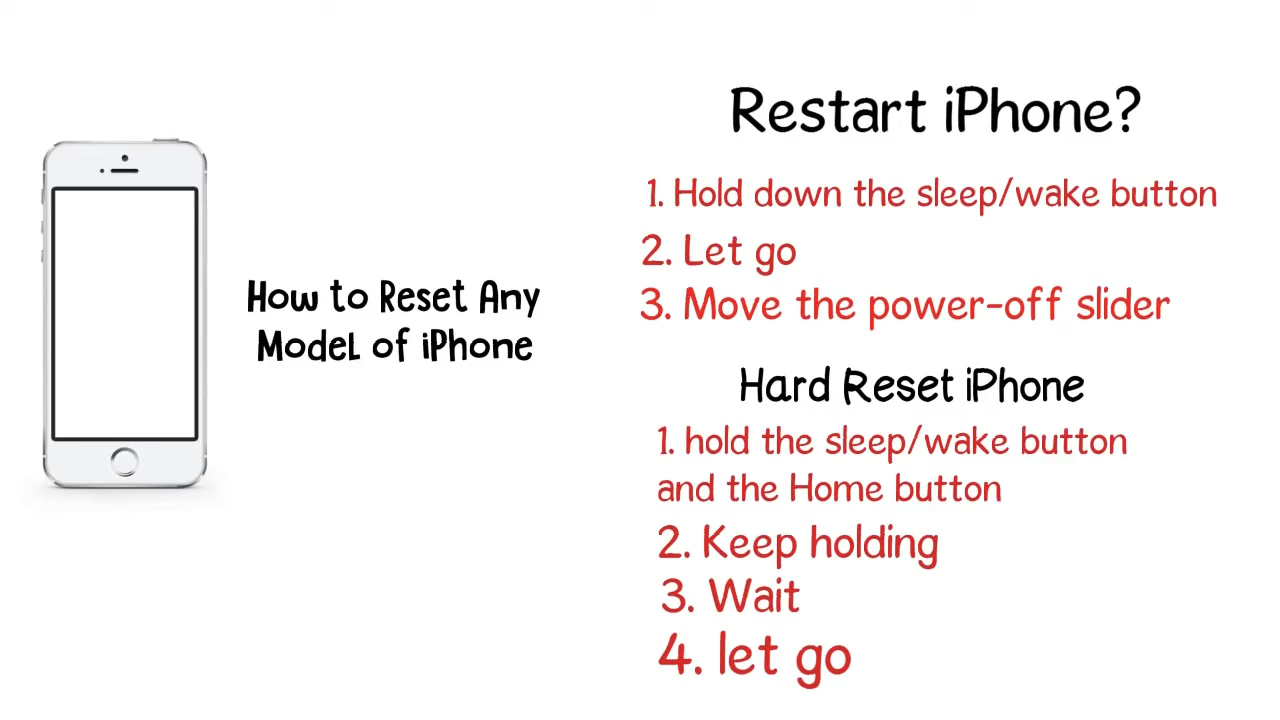 How to Reset Any
Model of iPhone
Restart iPhone?
1. Hold down the sleep/wake button
2. Let go
3. Move the power-off slider
Hard Reset iPhone
1. hold the sleep/wake button
and the Home button
2. Keep holding
3. Wait
4. let go